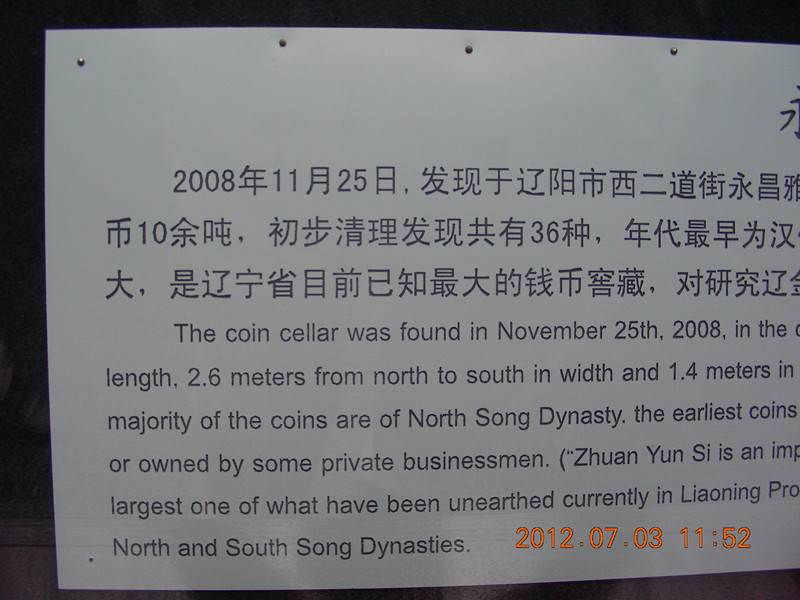 2008年11月25日,发现于辽阳市西二道街永昌雅
币10余吨，初步清理发现共有36种，年代最早为汉
大，是辽宁省目前已知最大的钱币窖藏，对研究辽金
The coin cellar was found in November 25th, 2008, in the
length, 2.6 meters from north to south in width and 1.4 meters in
majority of the coins are of North Song Dynasty. the earliest coins
or owned by some private businessmen. ("Zhuan Yun Si is an imp
largest one of what have been unearthed currently in Liaoning Pro
North and South Song Dynasties.
2012.07.03 11:52